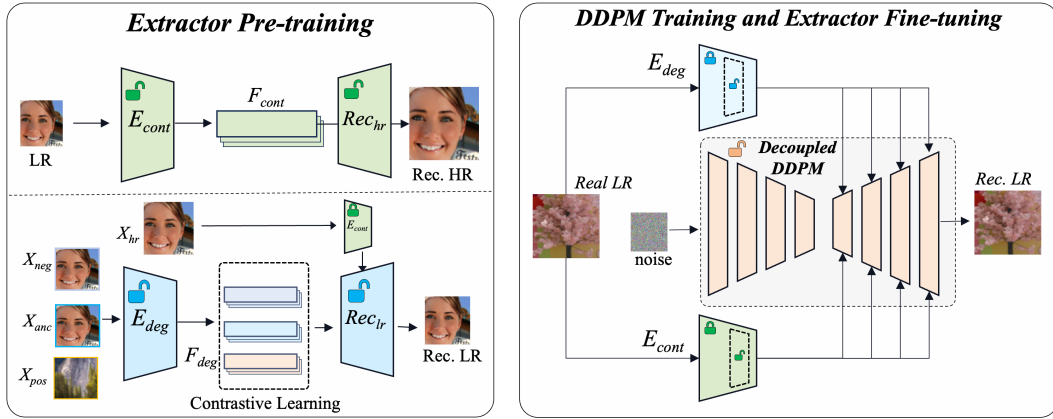 Extractor Pre-training
LR
E_cont
F_cont
Rec_hr
Rec. HR
X_hr
E_cont
X_neg
X_anc
X_pos
E_deg
F_deg
Rec_lr
Rec. LR
Contrastive Learning
DDPM Training and Extractor Fine-tuning
E_deg
Decoupled
DDPM
Real LR
noise
Rec. LR
E_cont